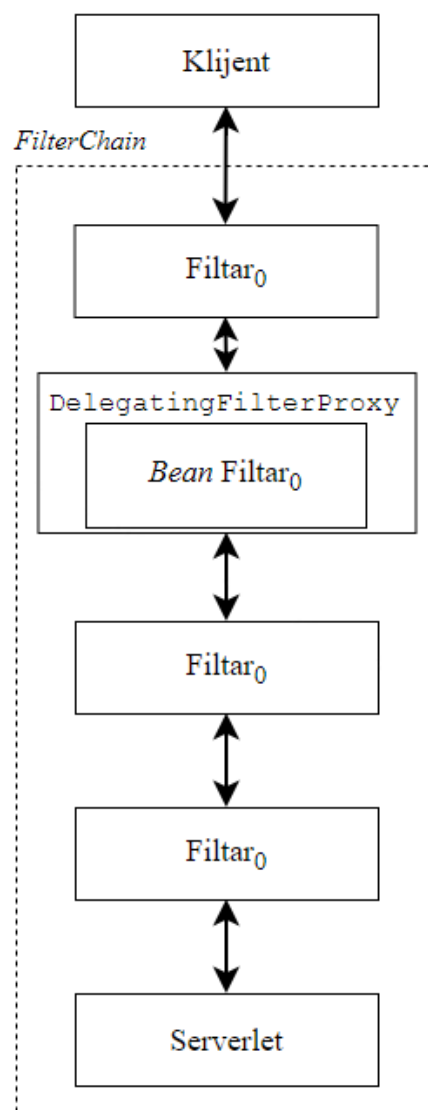 Klijent
FilterChain
Filtar0
DelegatingFilterProxy
Bean Filtar0
Filtar0
Filtar0
Serverlet